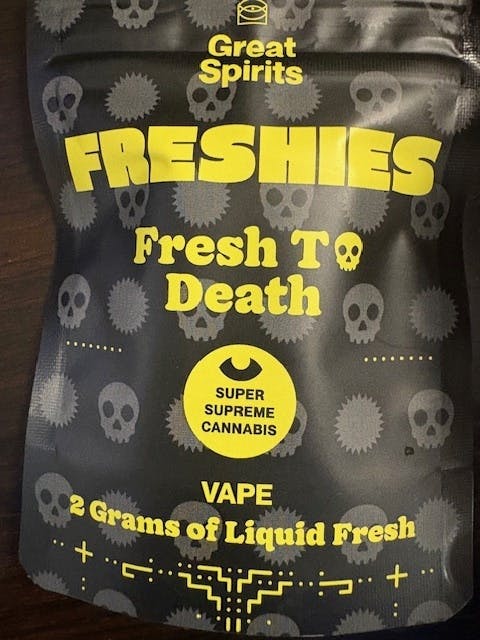 Great
Spirits
FRESHIES
Fresh To
Death
SUPER
SUPREME
CANNABIS
VAPE
2 Grams of Liquid Fresh